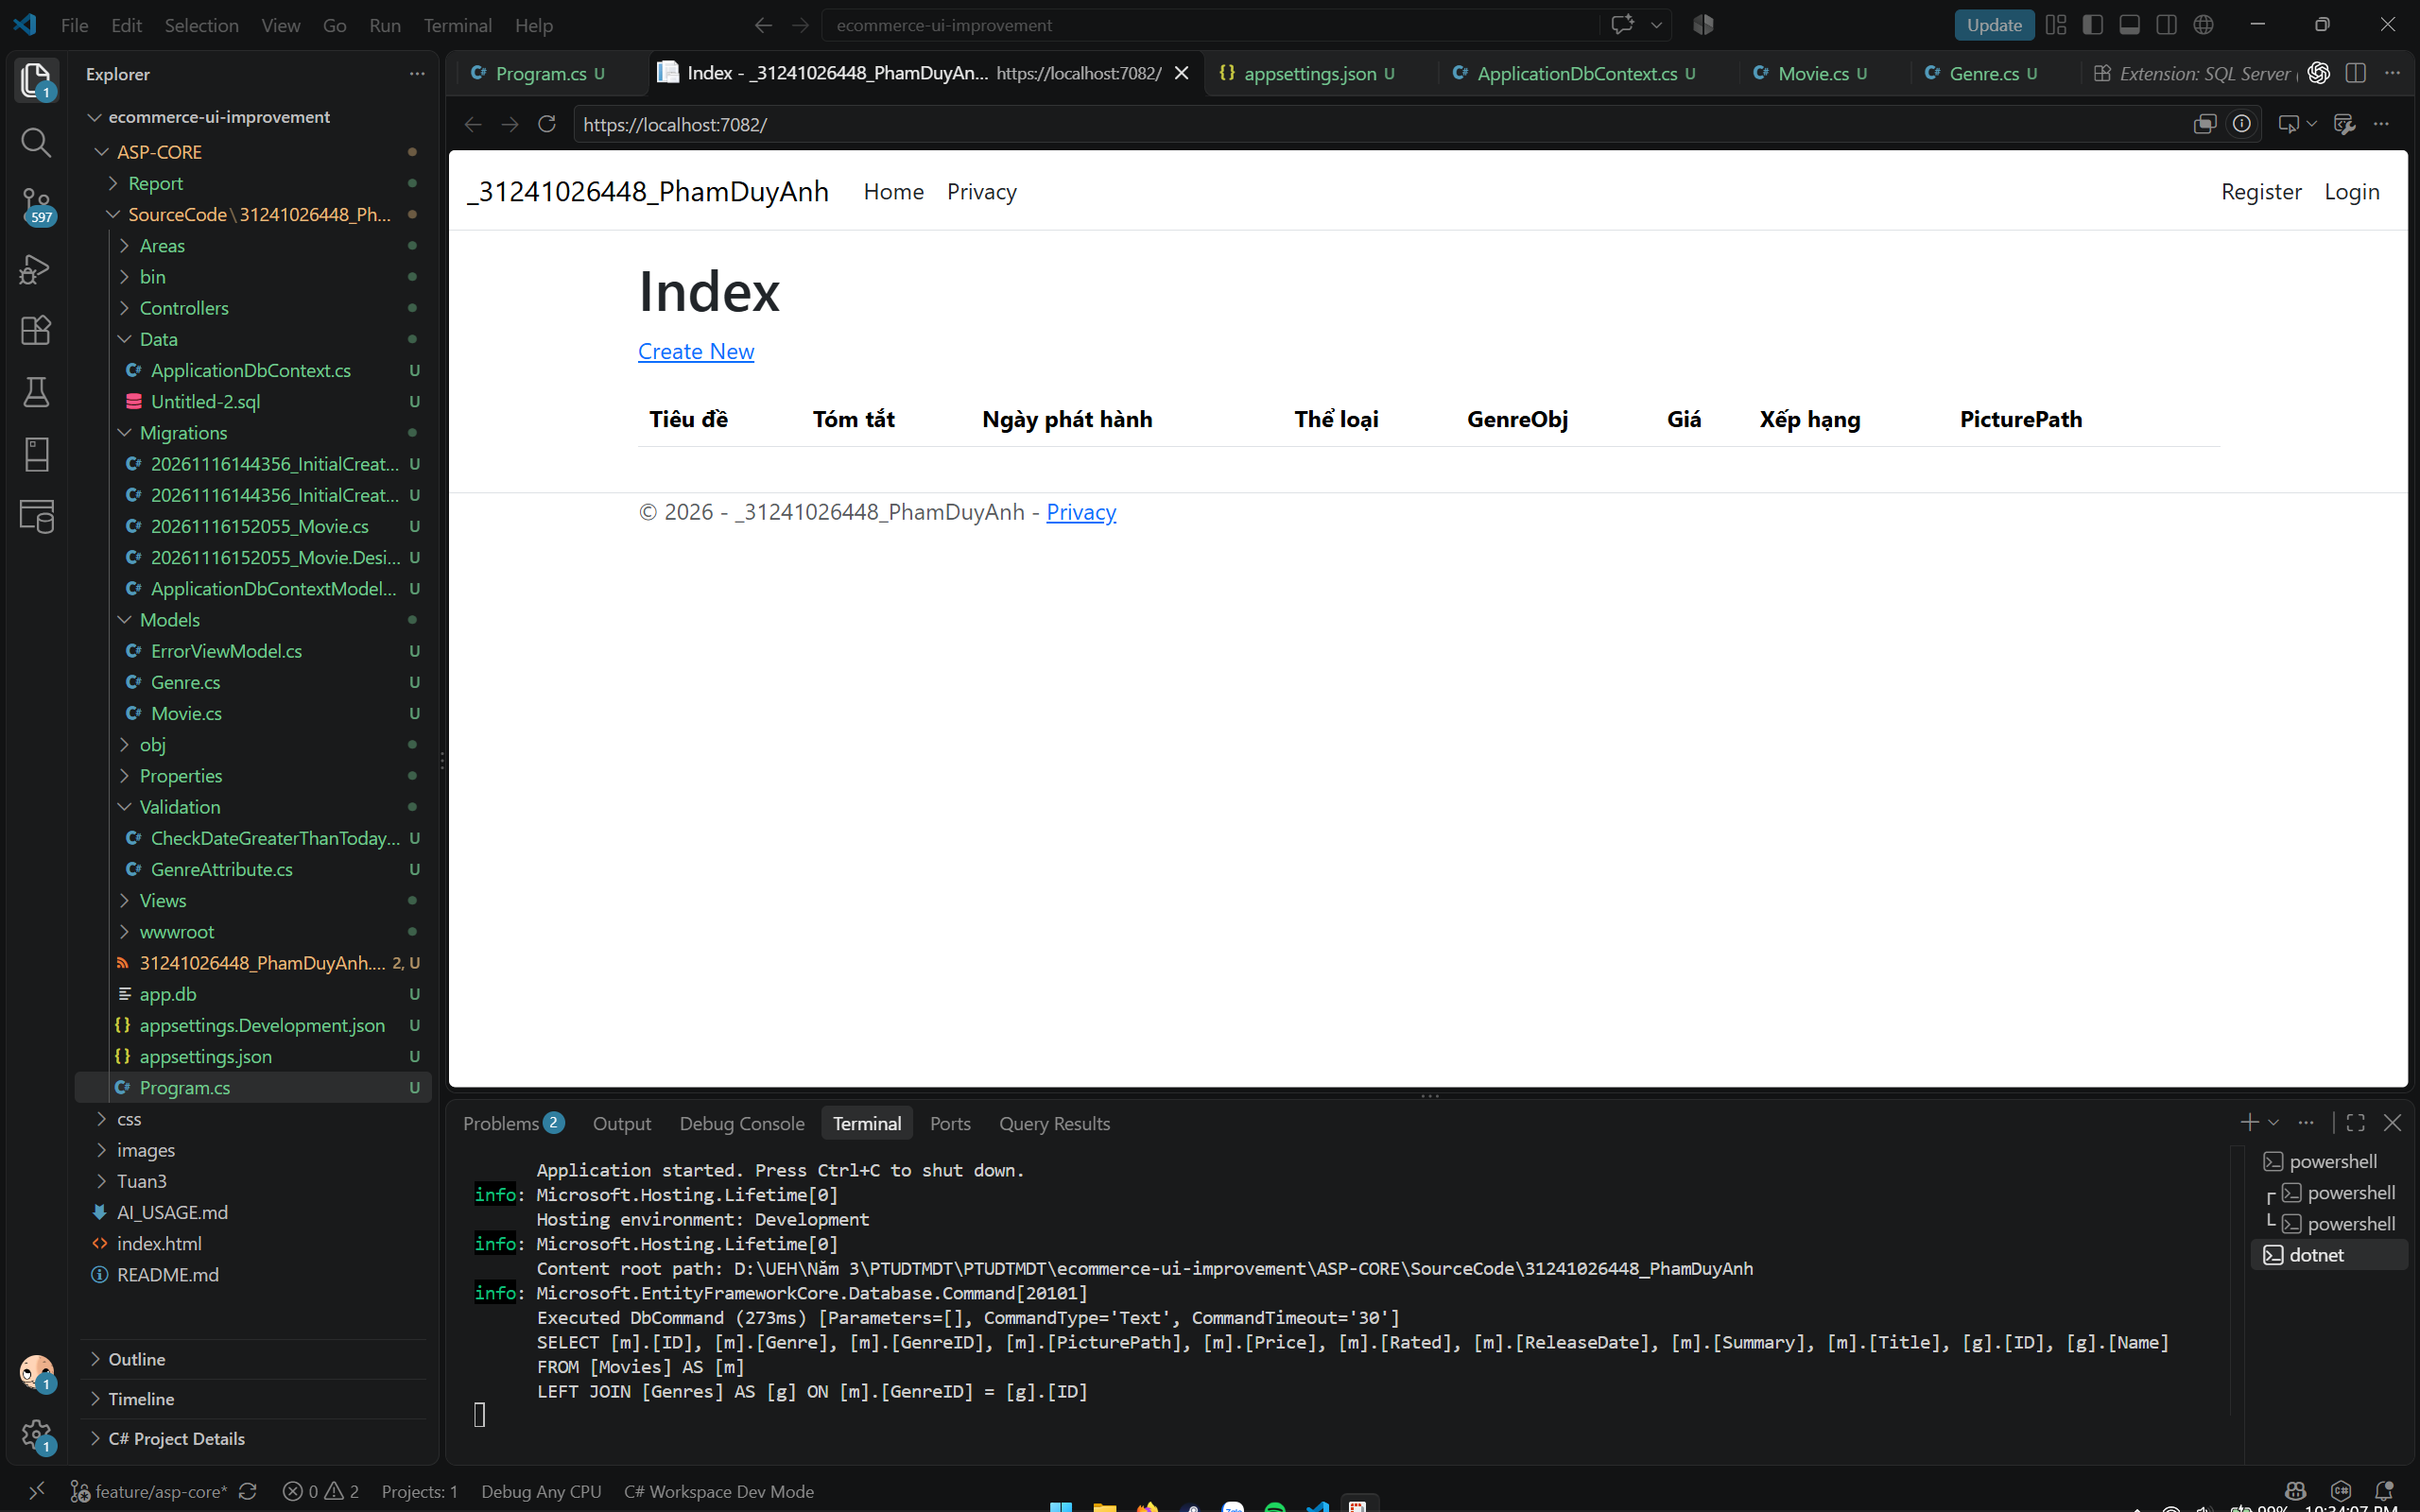 File Edit Selection View Go Run Terminal Help
ecommerce-ui-improvement
Update
Explorer
1
597
ecommerce-ui-improvement
ASP-CORE
Report
SourceCode\31241026448_Ph...
Areas
bin
Controllers
Data
ApplicationDbContext.cs U
Untitled-2.sql U
Migrations
20261116144356_InitialCreat... U
20261116144356_InitialCreat... U
20261116152055_Movie.cs U
20261116152055_Movie.Desi... U
ApplicationDbContextModel... U
Models
ErrorViewModel.cs U
Genre.cs U
Movie.cs U
obj
Properties
Validation
CheckDateGreaterThanToday... U
GenreAttribute.cs U
Views
wwwroot
31241026448_PhamDuyAnh.... 2, U
app.db U
appsettings.Development.json U
appsettings.json U
Program.cs U
css
images
Tuan3
AI_USAGE.md
index.html
README.md
Outline
Timeline
C# Project Details
1
1
Program.cs U
Index - _31241026448_PhamDuyAn... https://localhost:7082/
appsettings.json U
ApplicationDbContext.cs U
Movie.cs U
Genre.cs U
Extension: SQL Server
https://localhost:7082/
_31241026448_PhamDuyAnh Home Privacy Register Login
Index
Create New
Tiêu đề Tóm tắt Ngày phát hành Thể loại GenreObj Giá Xếp hạng PicturePath
© 2026 - _31241026448_PhamDuyAnh - Privacy
Problems 2 Output Debug Console Terminal Ports Query Results
Application started. Press Ctrl+C to shut down.
info: Microsoft.Hosting.Lifetime[0]
Hosting environment: Development
info: Microsoft.Hosting.Lifetime[0]
Content root path: D:\UEH\Năm 3\PTUDTMDT\PTUDTMDT\ecommerce-ui-improvement\ASP-CORE\SourceCode\31241026448_PhamDuyAnh
info: Microsoft.EntityFrameworkCore.Database.Command[20101]
Executed DbCommand (273ms) [Parameters=[], CommandType='Text', CommandTimeout='30']
SELECT [m].[ID], [m].[Genre], [m].[GenreID], [m].[PicturePath], [m].[Price], [m].[Rated], [m].[ReleaseDate], [m].[Summary], [m].[Title], [g].[ID], [g].[Name]
FROM [Movies] AS [m]
LEFT JOIN [Genres] AS [g] ON [m].[GenreID] = [g].[ID]
powershell
powershell
powershell
dotnet
feature/asp-core* 0 2 Projects: 1 Debug Any CPU C# Workspace Dev Mode
99% 10:34:07 PM